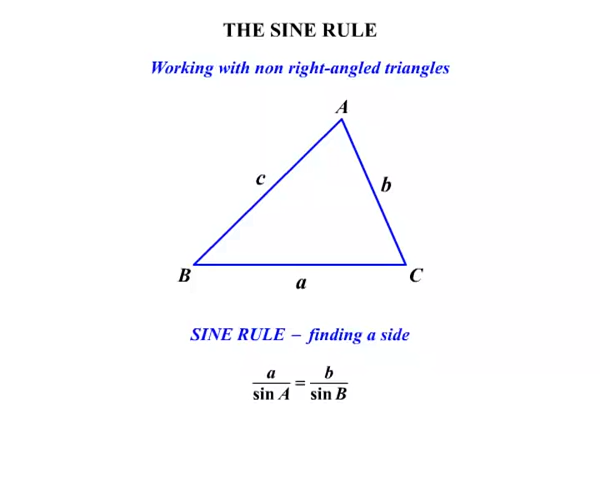 THE SINE RULE
Working with non right-angled triangles
A
c
b
B
C
a
SINE RULE – finding a side
a/sin A = b/sin B